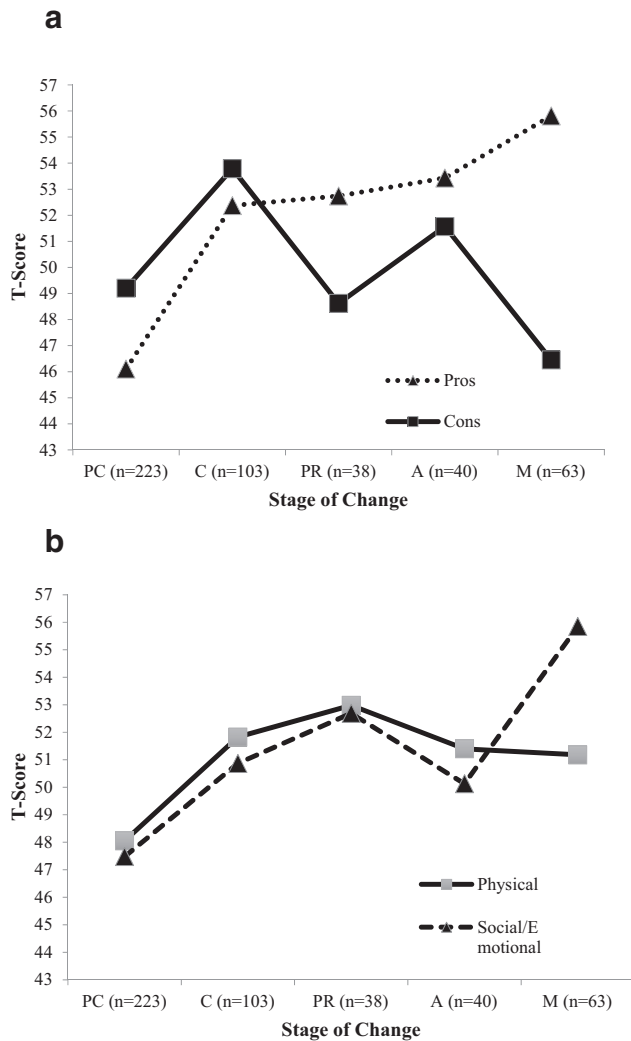 a
57
56
55
54
53
52
51
50
49
48
47
46
45
44
43
T-Score
Pros
Cons
PC (n=223) C (n=103) PR (n=38) A (n=40) M (n=63)
Stage of Change
b
57
56
55
54
53
52
51
50
49
48
47
46
45
44
43
T-Score
Physical
Social/E
motional
PC (n=223) C (n=103) PR (n=38) A (n=40) M (n=63)
Stage of Change